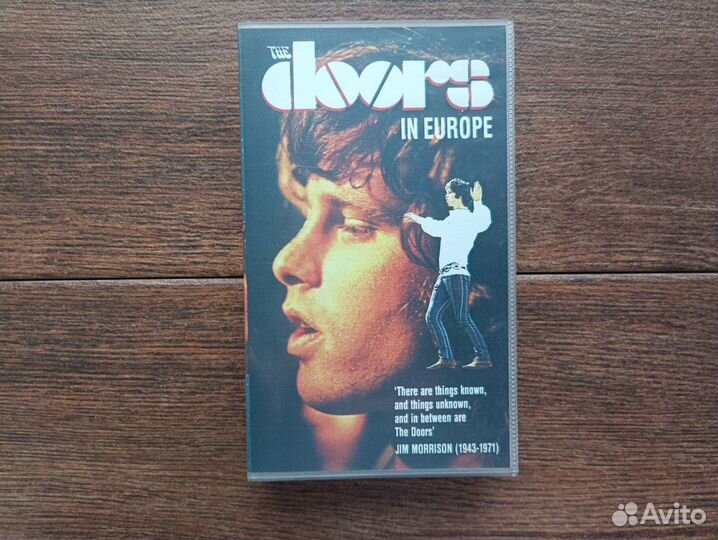 THE
doors
IN EUROPE
'There are things known,
and things unknown,
and in between are
The Doors'
JIM MORRISON (1943-1971)
Avito